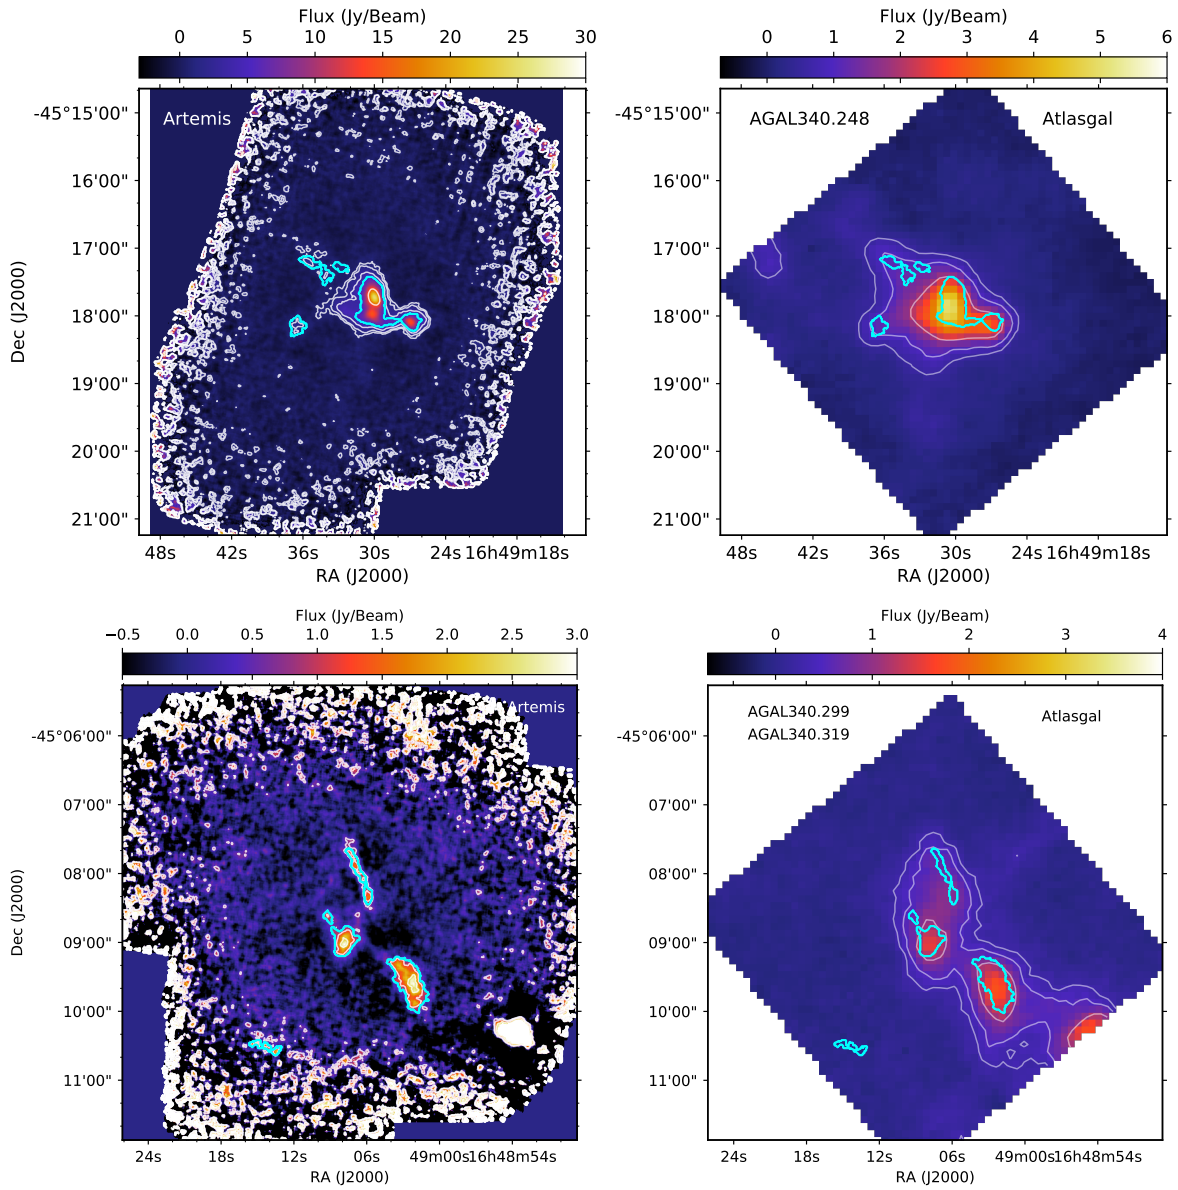 Flux (Jy/Beam)
0 5 10 15 20 25 30
Artemis
-45°15'00"
16'00"
17'00"
18'00"
19'00"
20'00"
21'00"
Dec (J2000)
48s 42s 36s 30s 24s 16h49m18s
RA (J2000)
Flux (Jy/Beam)
0 1 2 3 4 5 6
AGAL340.248 Atlasgal
-45°15'00"
16'00"
17'00"
18'00"
19'00"
20'00"
21'00"
48s 42s 36s 30s 24s 16h49m18s
RA (J2000)
Flux (Jy/Beam)
−0.5 0.0 0.5 1.0 1.5 2.0 2.5 3.0
Artemis
-45°06'00"
07'00"
08'00"
09'00"
10'00"
11'00"
Dec (J2000)
24s 18s 12s 06s 49m00s 16h48m54s
RA (J2000)
Flux (Jy/Beam)
0 1 2 3 4
AGAL340.299
AGAL340.319
Atlasgal
-45°06'00"
07'00"
08'00"
09'00"
10'00"
11'00"
24s 18s 12s 06s 49m00s 16h48m54s
RA (J2000)